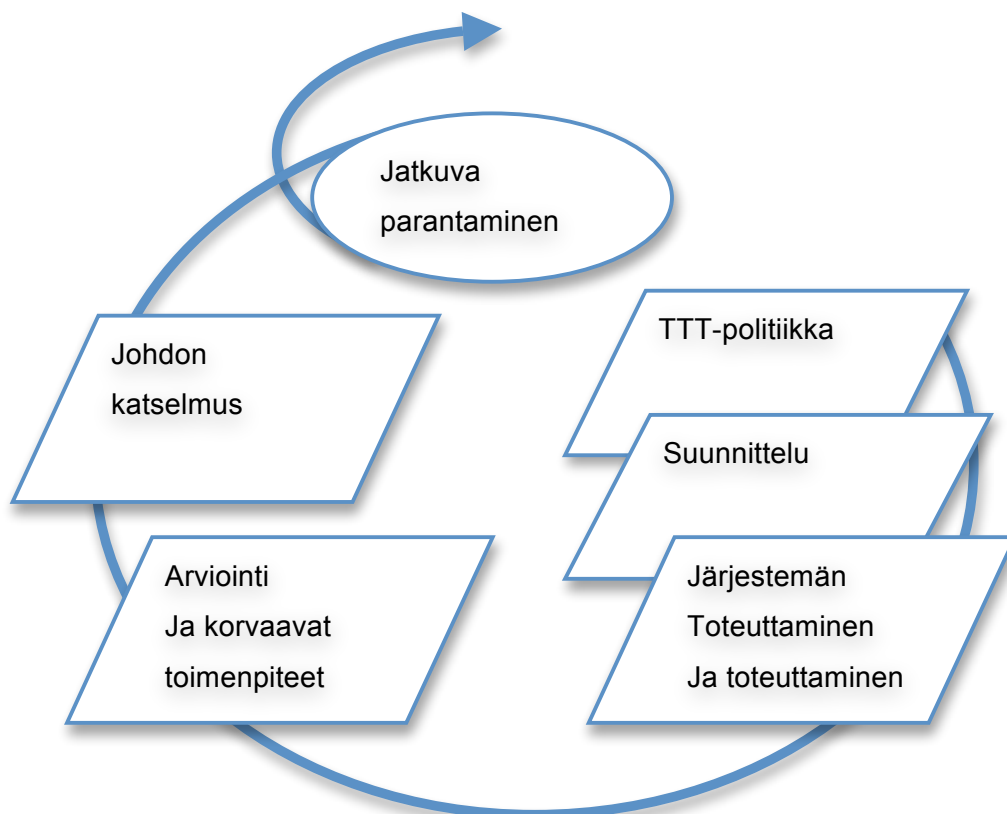 Jatkuva
parantaminen
TTT-politiikka
Suunnittelu
Järjestemän
Toteuttaminen
Ja toteuttaminen
Arviointi
Ja korvaavat
toimenpiteet
Johdon
katselmus